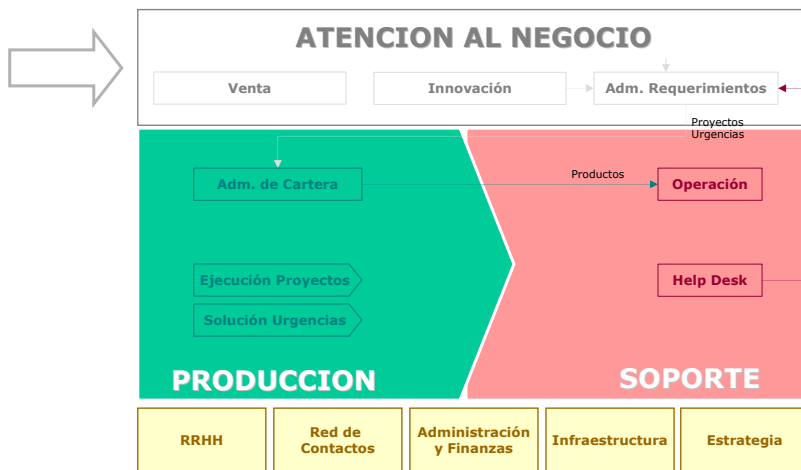 ATENCION AL NEGOCIO
Venta
Innovación
Adm. Requerimientos
Proyectos
Urgencias
Adm. de Cartera
Productos
Operación
Ejecución Proyectos
Help Desk
Solución Urgencias
PRODUCCION
SOPORTE
RRHH
Red de
Contactos
Administración
y Finanzas
Infraestructura
Estrategia